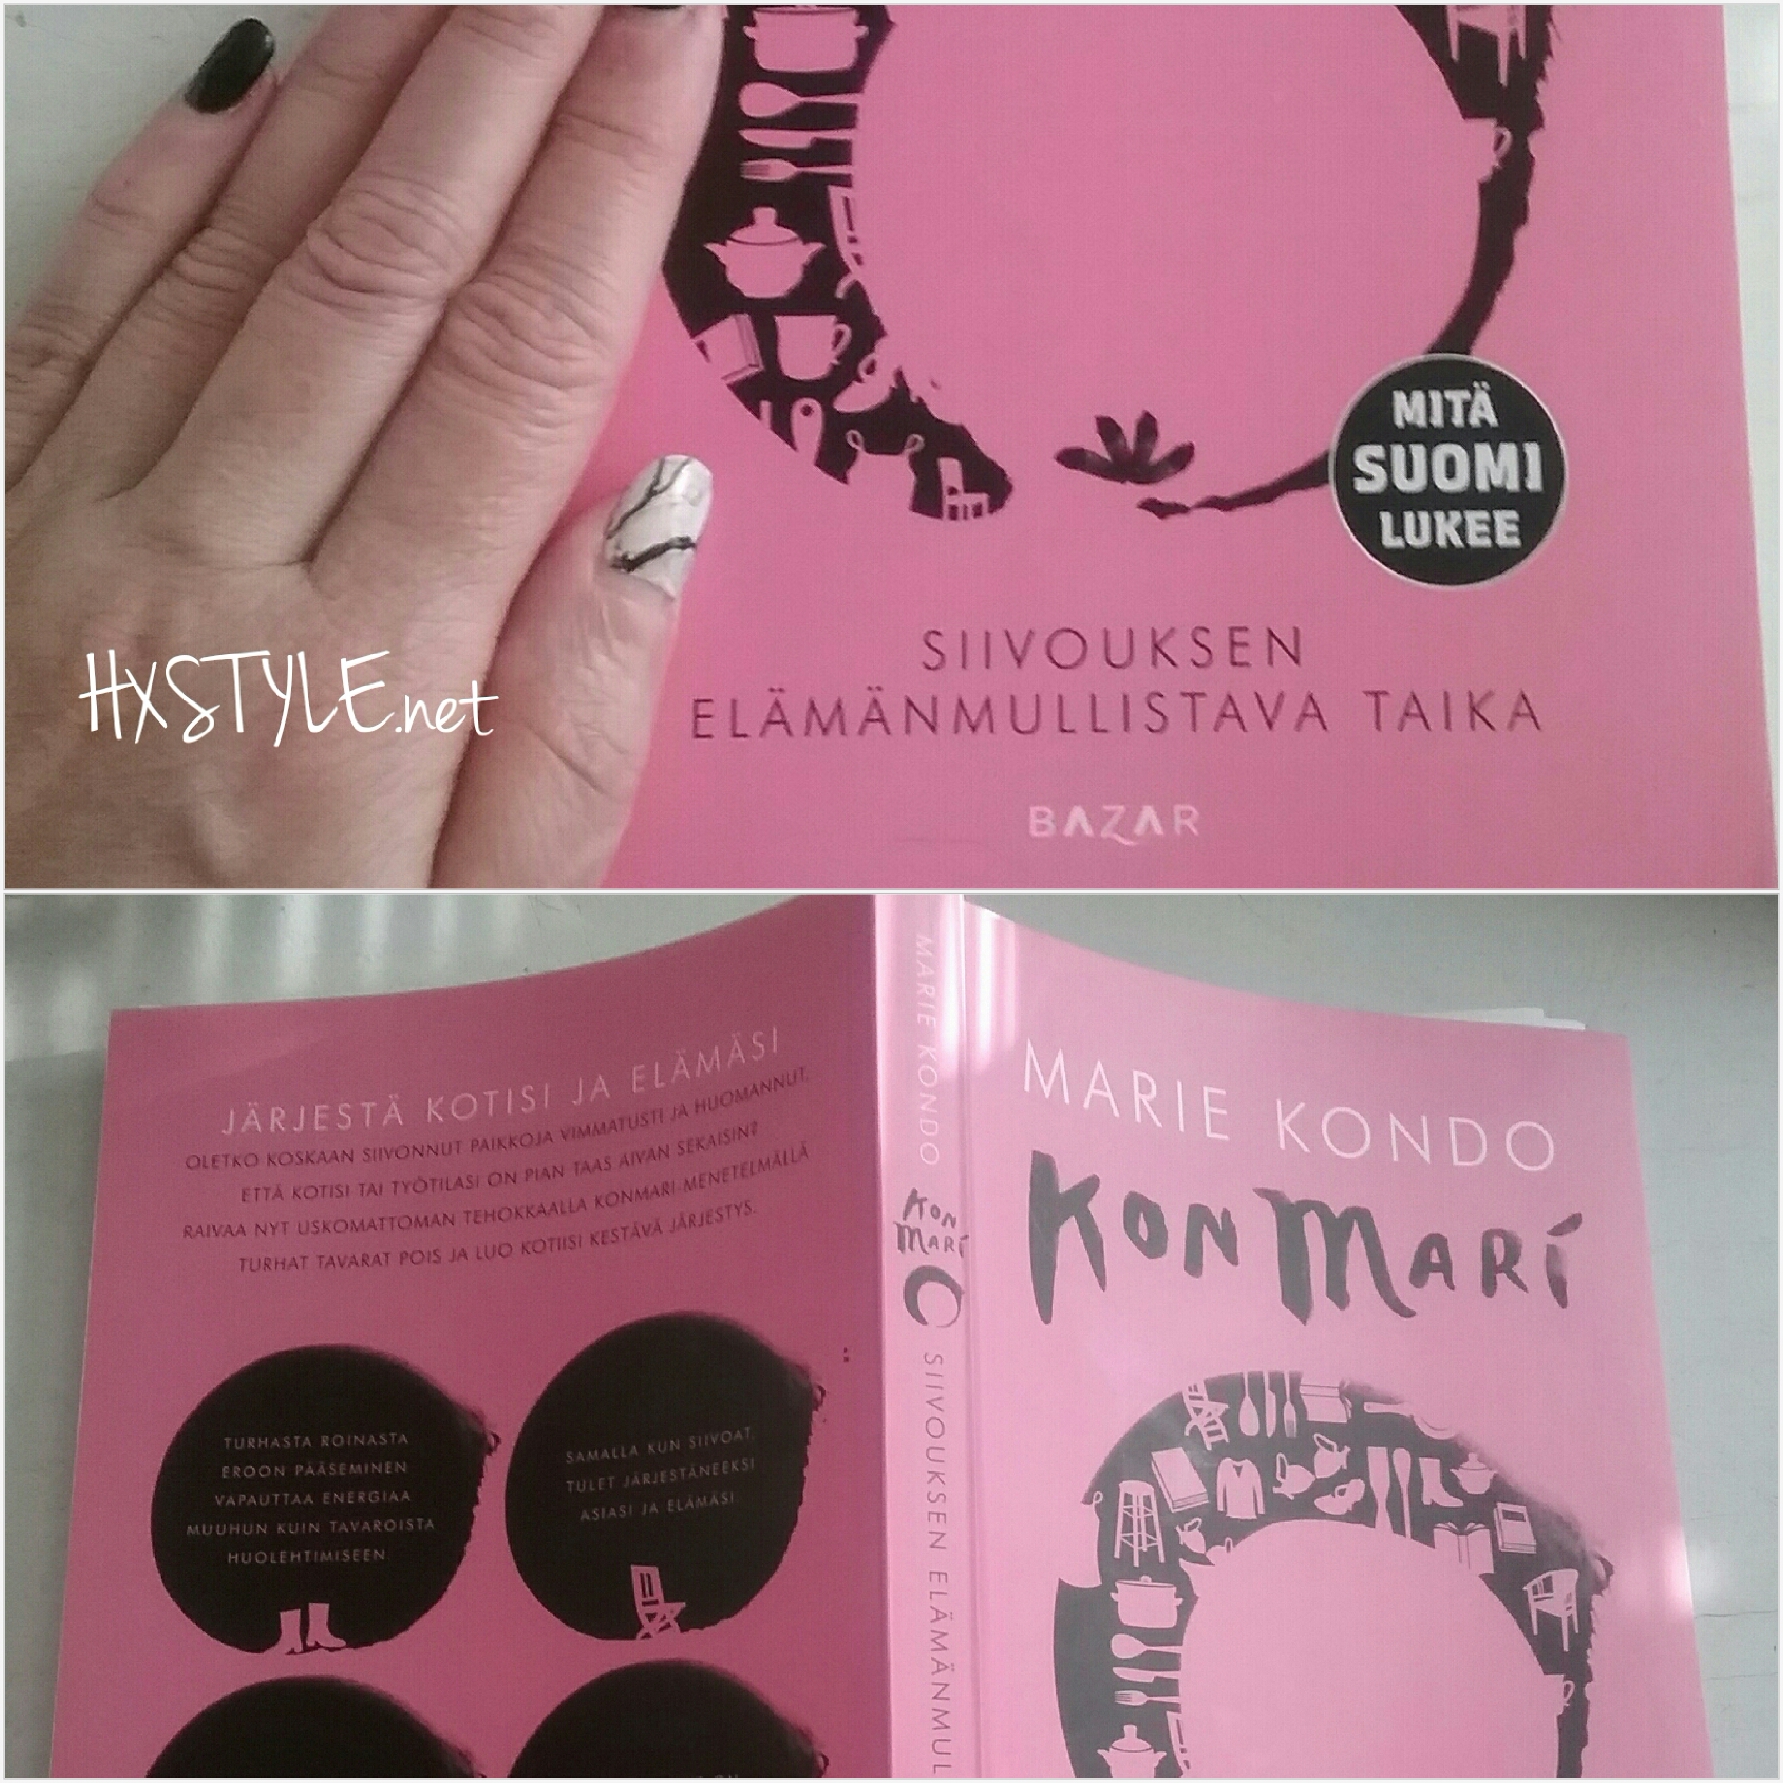 MITÄ
SUOMI
LUKEE
SIIVOUKSEN
ELÄMÄNMULLISTAVA TAIKA
BAZAR
HXSTYLE.net
JÄRJESTÄ KOTISI JA ELÄMÄSI
OLETKO KOSKAAN SIIVONNUT PAIKKOJA VIMMATUSTI JA HUOMANNUT,
ETTÄ KOTISI TAI TYÖTILASI ON PIAN TAAS AIVAN SEKAISIN?
RAIVAA NYT USKOMATTOMAN TEHOKKAALLA KONMARI-MENETELMÄLLÄ
TURHAT TAVARAT POIS JA LUO KOTIISI KESTÄVÄ JÄRJESTYS.
TURHASTA ROINASTA
EROON PÄÄSEMINEN
VAPAUTTAA ENERGIAA
MUUHUN KUIN TAVAROISTA
HUOLEHTIMISEEN
SAMALLA KUN SIIVOAT,
TULET JÄRJESTÄNEEKSI
ASIASI JA ELÄMÄSI
MARIE KONDO
KON
MARI
SIIVOUKSEN ELÄMÄNMUL
MARIE KONDO
KONMARI